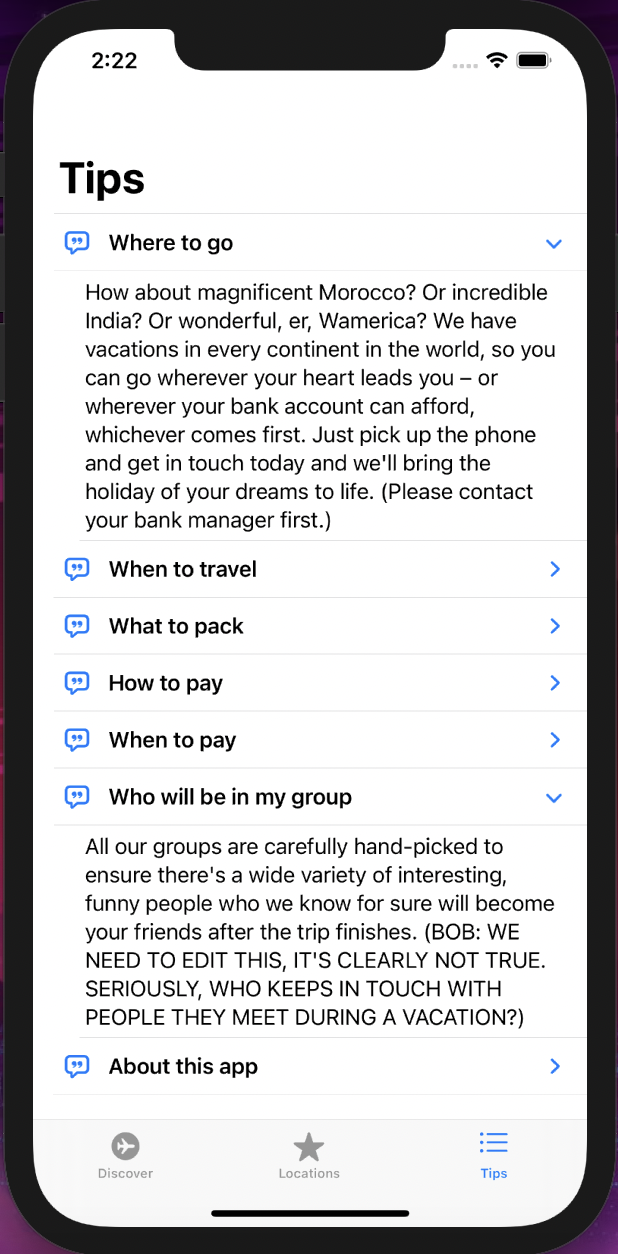 2:22
Tips
Where to go
How about magnificent Morocco? Or incredible
India? Or wonderful, er, Wamerica? We have
vacations in every continent in the world, so you
can go wherever your heart leads you – or
wherever your bank account can afford,
whichever comes first. Just pick up the phone
and get in touch today and we'll bring the
holiday of your dreams to life. (Please contact
your bank manager first.)
When to travel
What to pack
How to pay
When to pay
Who will be in my group
All our groups are carefully hand-picked to
ensure there's a wide variety of interesting,
funny people who we know for sure will become
your friends after the trip finishes. (BOB: WE
NEED TO EDIT THIS, IT'S CLEARLY NOT TRUE.
SERIOUSLY, WHO KEEPS IN TOUCH WITH
PEOPLE THEY MEET DURING A VACATION?)
About this app
Discover
Locations
Tips